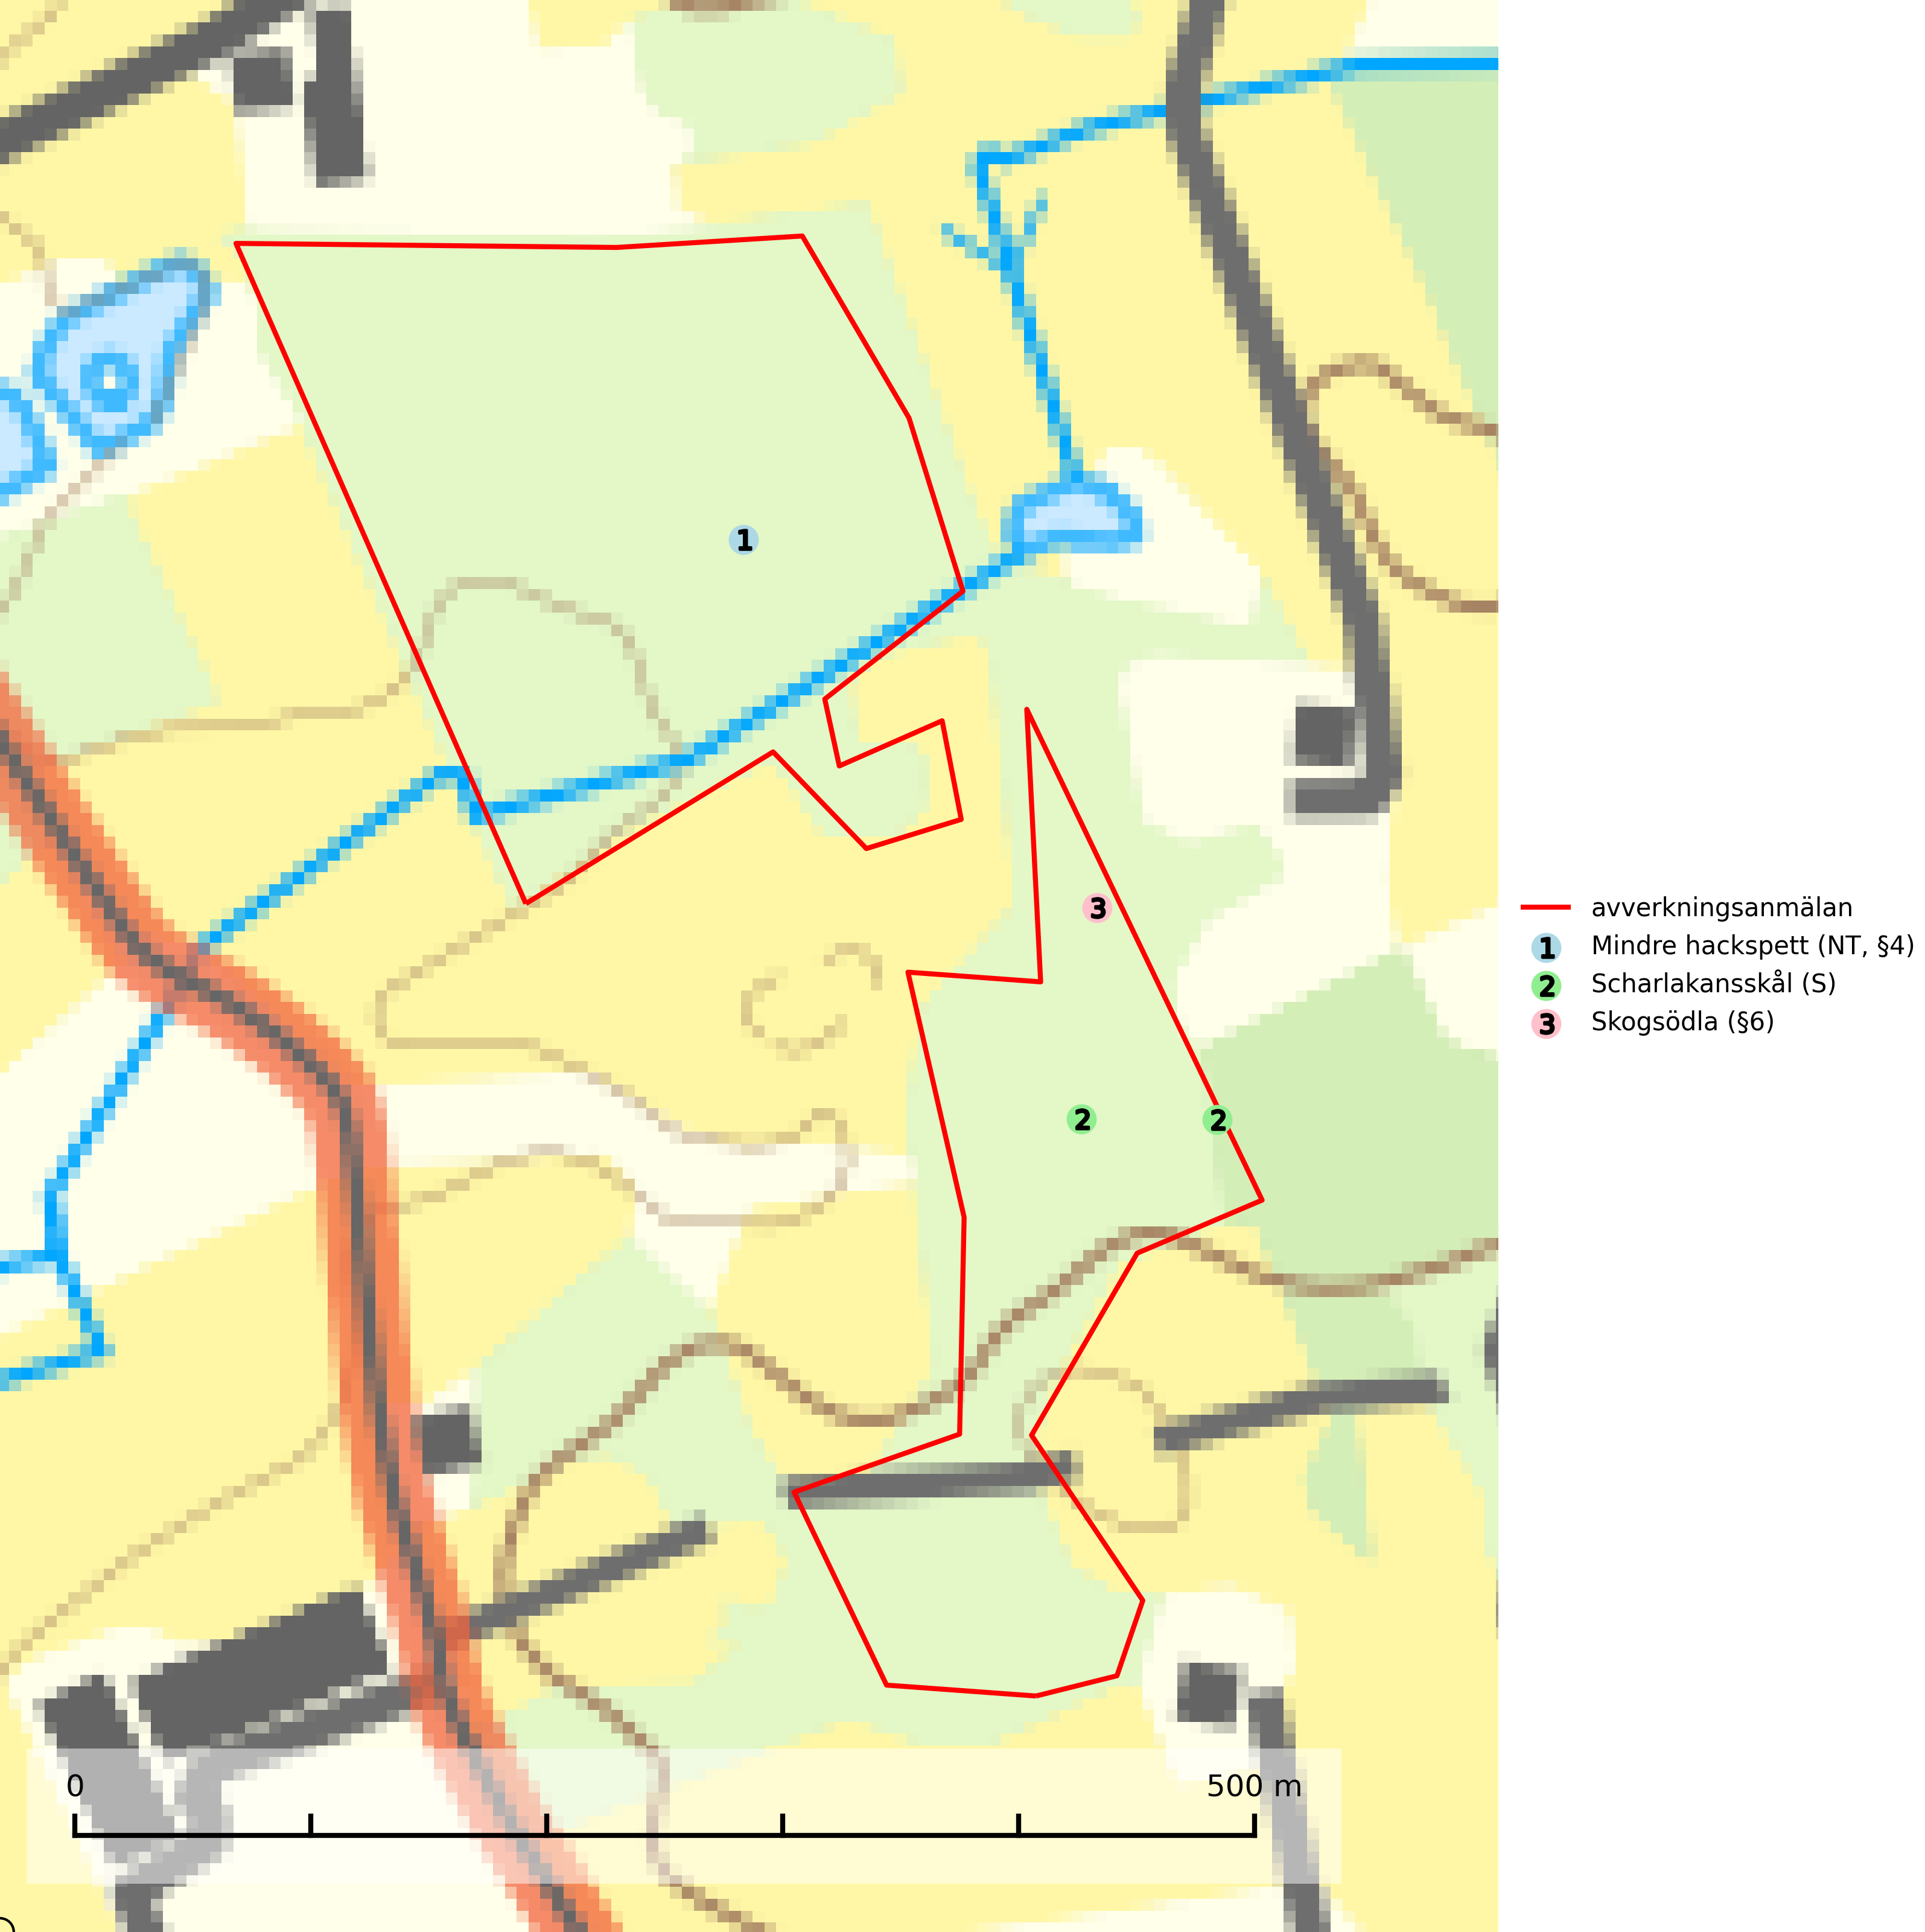 1
3
2 2
avverkningsanmälan
1 Mindre hackspett (NT, §4)
2 Scharlakansskål (S)
3 Skogsödla (§6)
0 500 m